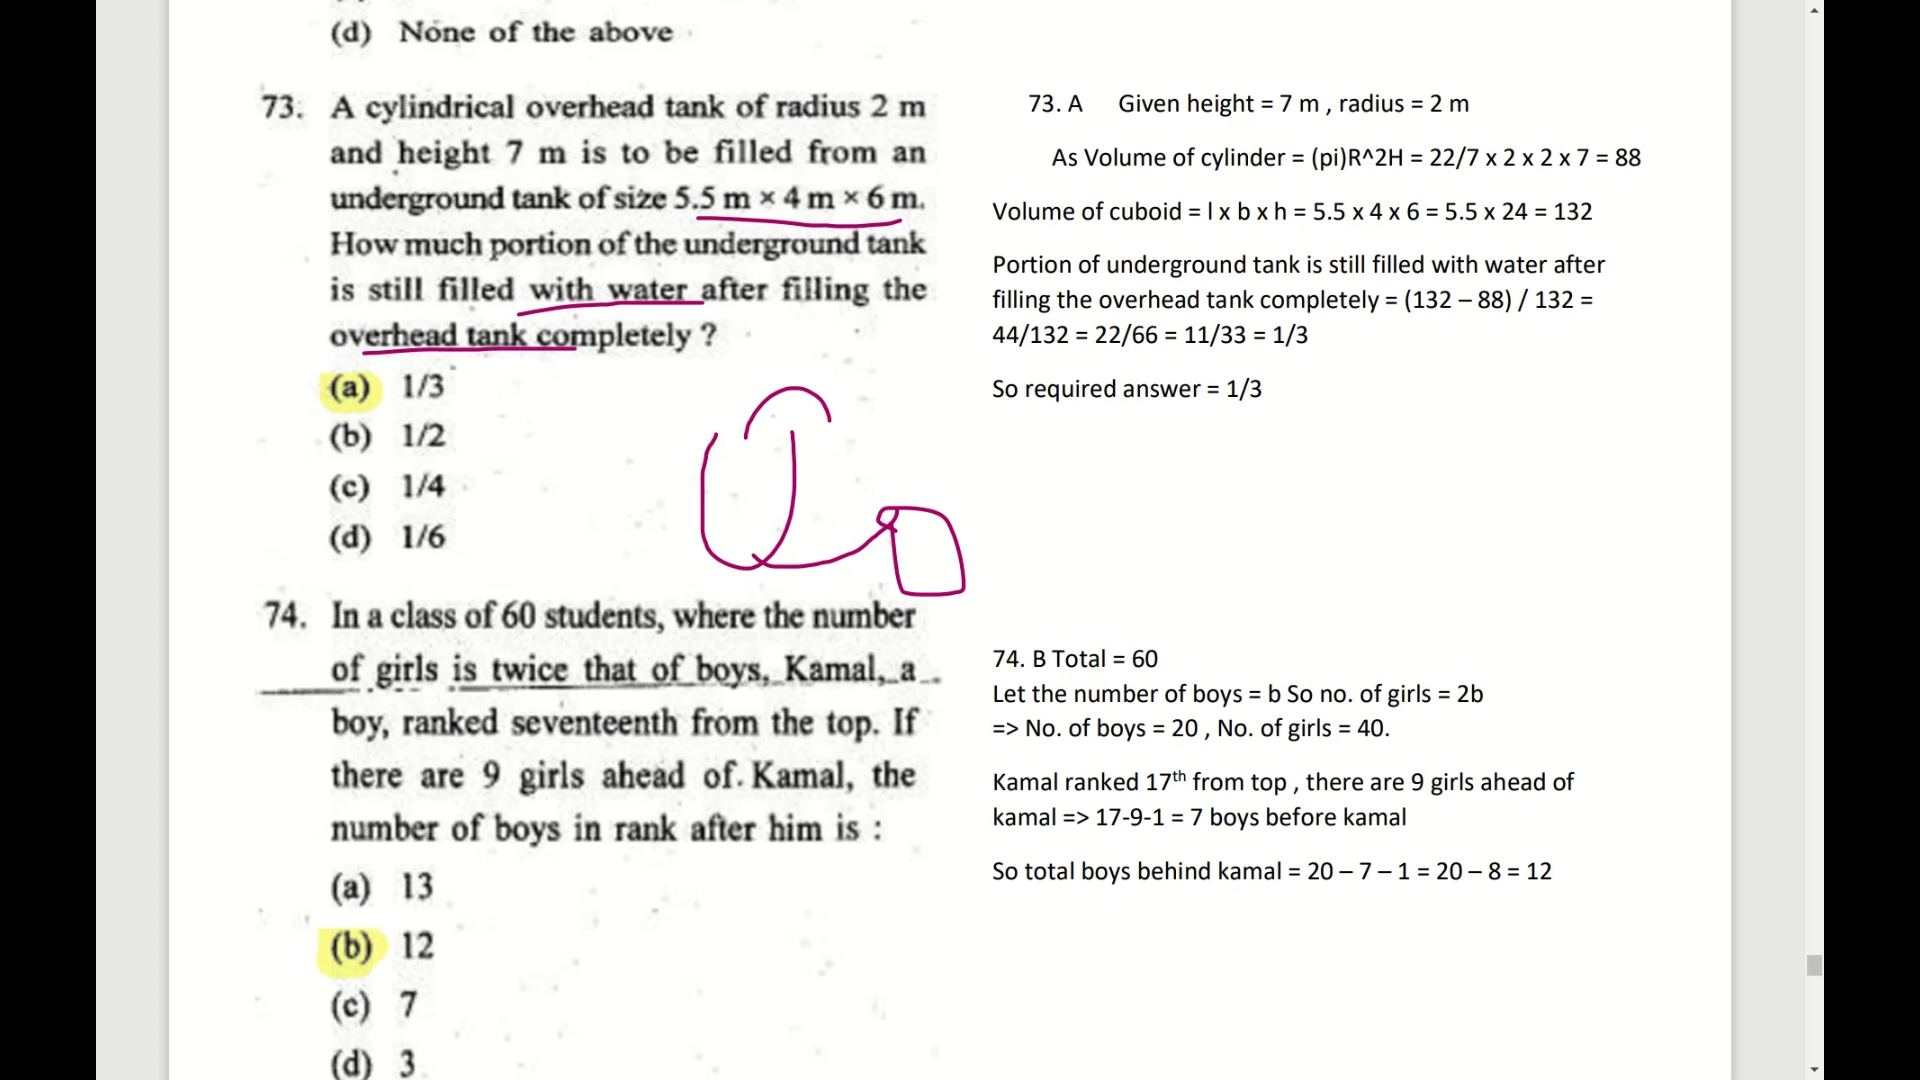 (d) None of the above
73. A cylindrical overhead tank of radius 2 m
and height 7 m is to be filled from an
underground tank of size 5.5 m × 4 m × 6 m.
How much portion of the underground tank
is still filled with water after filling the
overhead tank completely ?
(a) 1/3
(b) 1/2
(c) 1/4
(d) 1/6
74. In a class of 60 students, where the number
of girls is twice that of boys, Kamal, a
boy, ranked seventeenth from the top. If
there are 9 girls ahead of Kamal, the
number of boys in rank after him is :
(a) 13
(b) 12
(c) 7
(d) 3
73. A Given height = 7 m , radius = 2 m
As Volume of cylinder = (pi)R^2H = 22/7 x 2 x 2 x 7 = 88
Volume of cuboid = l x b x h = 5.5 x 4 x 6 = 5.5 x 24 = 132
Portion of underground tank is still filled with water after
filling the overhead tank completely = (132 – 88) / 132 =
44/132 = 22/66 = 11/33 = 1/3
So required answer = 1/3
74. B Total = 60
Let the number of boys = b So no. of girls = 2b
=> No. of boys = 20 , No. of girls = 40.
Kamal ranked 17th from top , there are 9 girls ahead of
kamal => 17-9-1 = 7 boys before kamal
So total boys behind kamal = 20 – 7 – 1 = 20 – 8 = 12